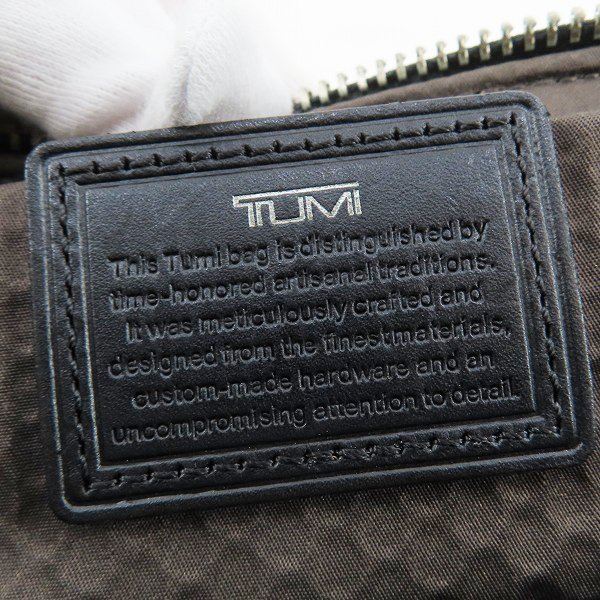 TUMI
This Tumi bag is distinguished by
time-honored artisanal traditions.
It was meticulously crafted and
designed from the finest materials,
custom-made hardware and an
uncompromising attention to detail.